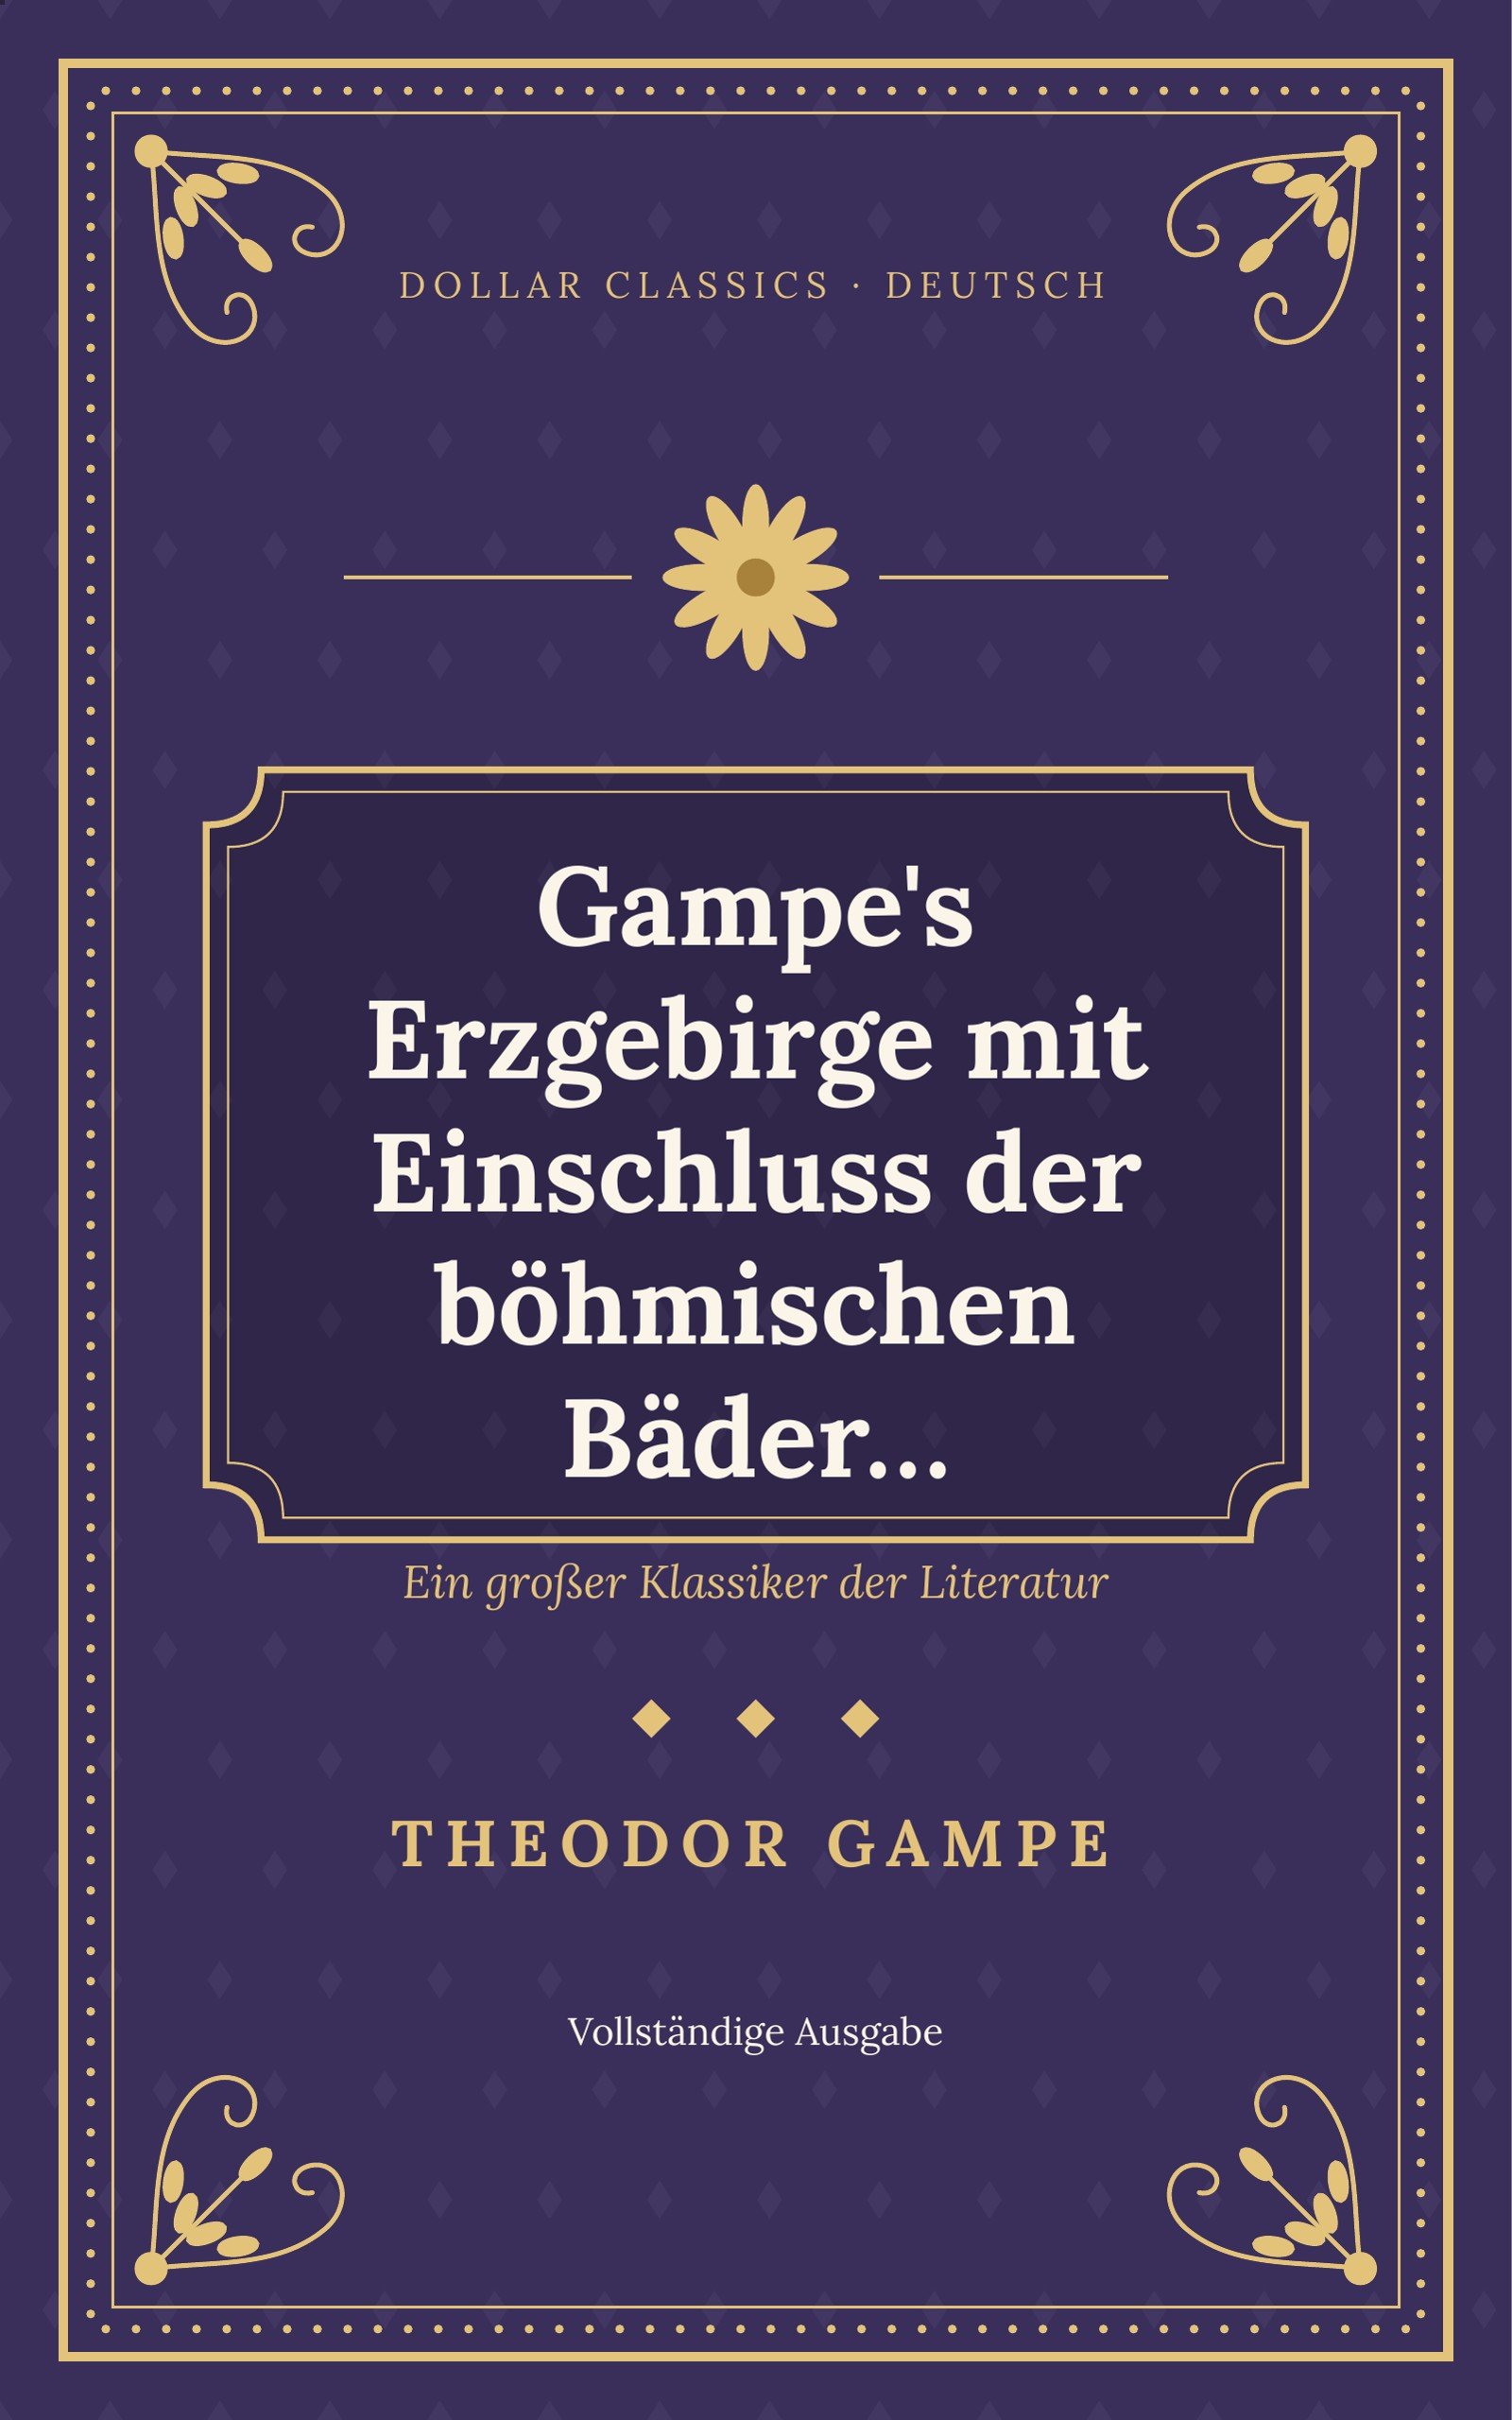 DOLLAR CLASSICS · DEUTSCH
Gampe's
Erzgebirge mit
Einschluss der
böhmischen
Bäder...
Ein großer Klassiker der Literatur
THEODOR GAMPE
Vollständige Ausgabe